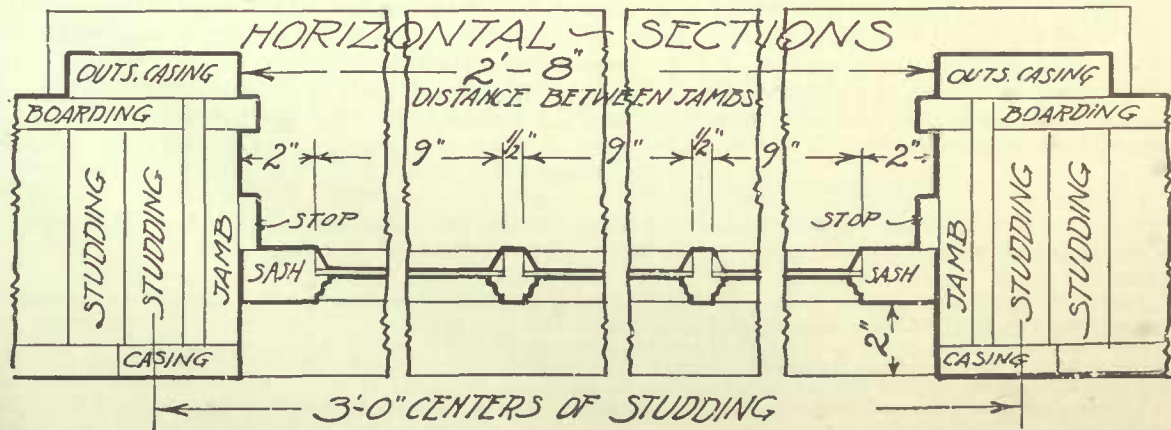 HORIZONTAL - SECTIONS
OUTS. CASING 2'-8" OUTS. CASING
BOARDING DISTANCE BETWEEN JAMBS. BOARDING
2" 9" 1/2" 9" 1/2" 9" 2"
STUDDING STUDDING JAMB STOP STOP JAMB STUDDING STUDDING
SASH SASH
2"
CASING CASING
3'-0" CENTERS OF STUDDING